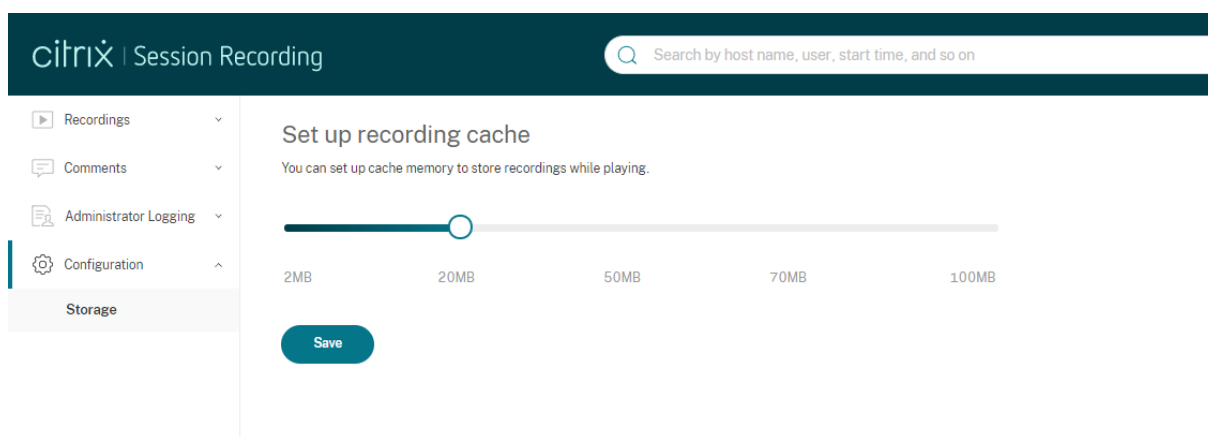 citrix | Session Recording
Search by host name, user, start time, and so on
Recordings
Comments
Administrator Logging
Configuration
Storage
Set up recording cache
You can set up cache memory to store recordings while playing.
2MB 20MB 50MB 70MB 100MB
Save